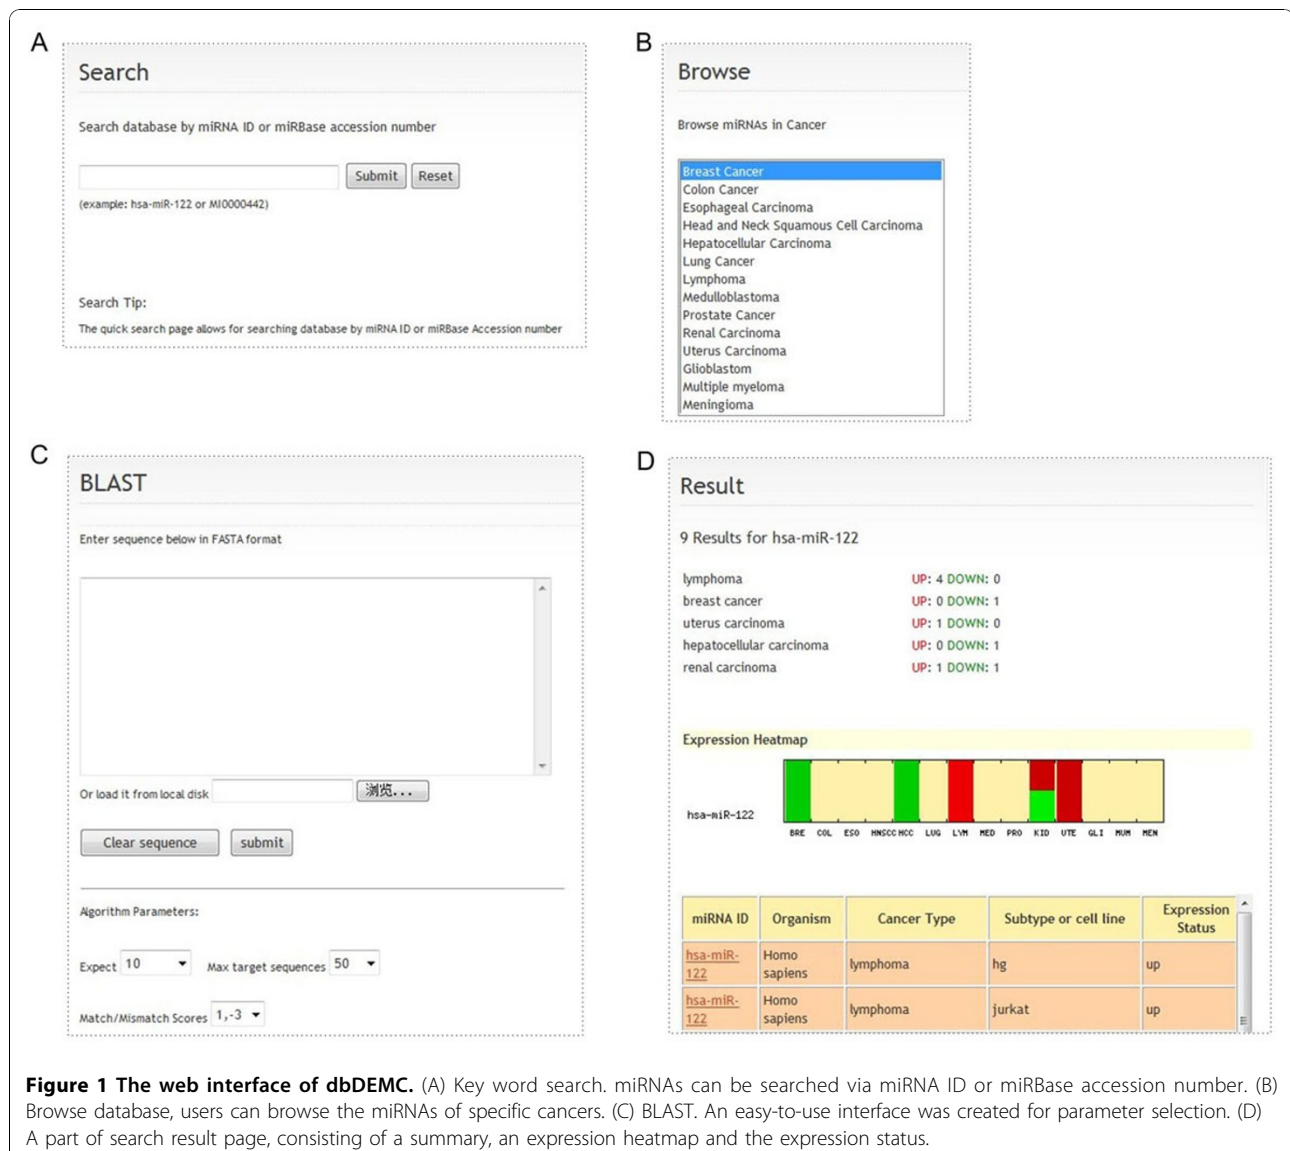 A
Search
Search database by miRNA ID or miRBase accession number
Submit Reset
(example: hsa-miR-122 or MI0000442)
Search Tip:
The quick search page allows for searching database by miRNA ID or miRBase Accession number
B
Browse
Browse miRNAs in Cancer
Breast Cancer
Colon Cancer
Esophageal Carcinoma
Head and Neck Squamous Cell Carcinoma
Hepatocellular Carcinoma
Lung Cancer
Lymphoma
Medulloblastoma
Prostate Cancer
Renal Carcinoma
Uterus Carcinoma
Glioblastom
Multiple myeloma
Meningioma
C
BLAST
Enter sequence below in FASTA format
Or load it from local disk 浏览...
Clear sequence submit
Algorithm Parameters:
Expect 10 Max target sequences 50
Match/Mismatch Scores 1,-3
D
Result
9 Results for hsa-miR-122
lymphoma UP: 4 DOWN: 0
breast cancer UP: 0 DOWN: 1
uterus carcinoma UP: 1 DOWN: 0
hepatocellular carcinoma UP: 0 DOWN: 1
renal carcinoma UP: 1 DOWN: 1
Expression Heatmap
hsa-miR-122
BRE COL ESO HNSCC HCC LUG LYM MED PRO KID UTE GLI MUM MEN
miRNA ID Organism Cancer Type Subtype or cell line Expression Status
hsa-miR-122 Homo sapiens lymphoma hg up
hsa-miR-122 Homo sapiens lymphoma jurkat up
Figure 1 The web interface of dbDEMC. (A) Key word search. miRNAs can be searched via miRNA ID or miRBase accession number. (B)
Browse database, users can browse the miRNAs of specific cancers. (C) BLAST. An easy-to-use interface was created for parameter selection. (D)
A part of search result page, consisting of a summary, an expression heatmap and the expression status.